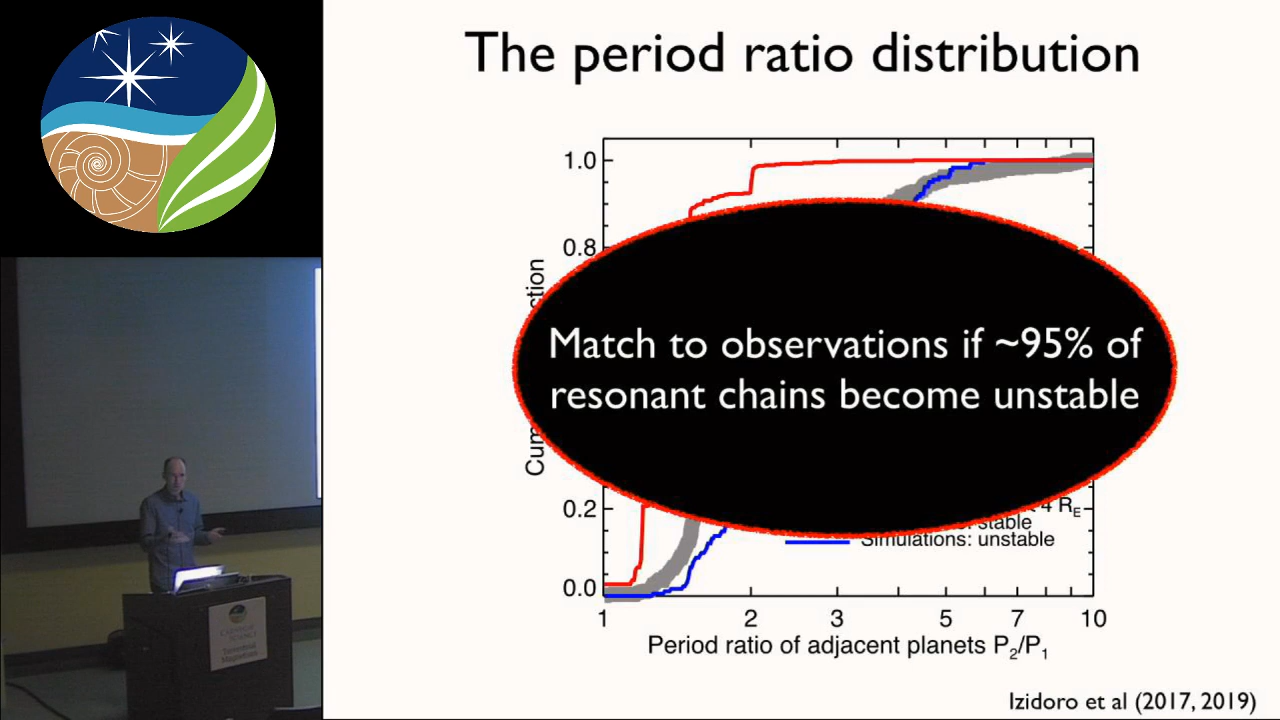 The period ratio distribution
1.0
0.8
0.2
0.0
Match to observations if ~95% of
resonant chains become unstable
4 RE
stable
Simulations: unstable
1 2 3 5 7 10
Period ratio of adjacent planets P2/P1
Izidoro et al (2017, 2019)